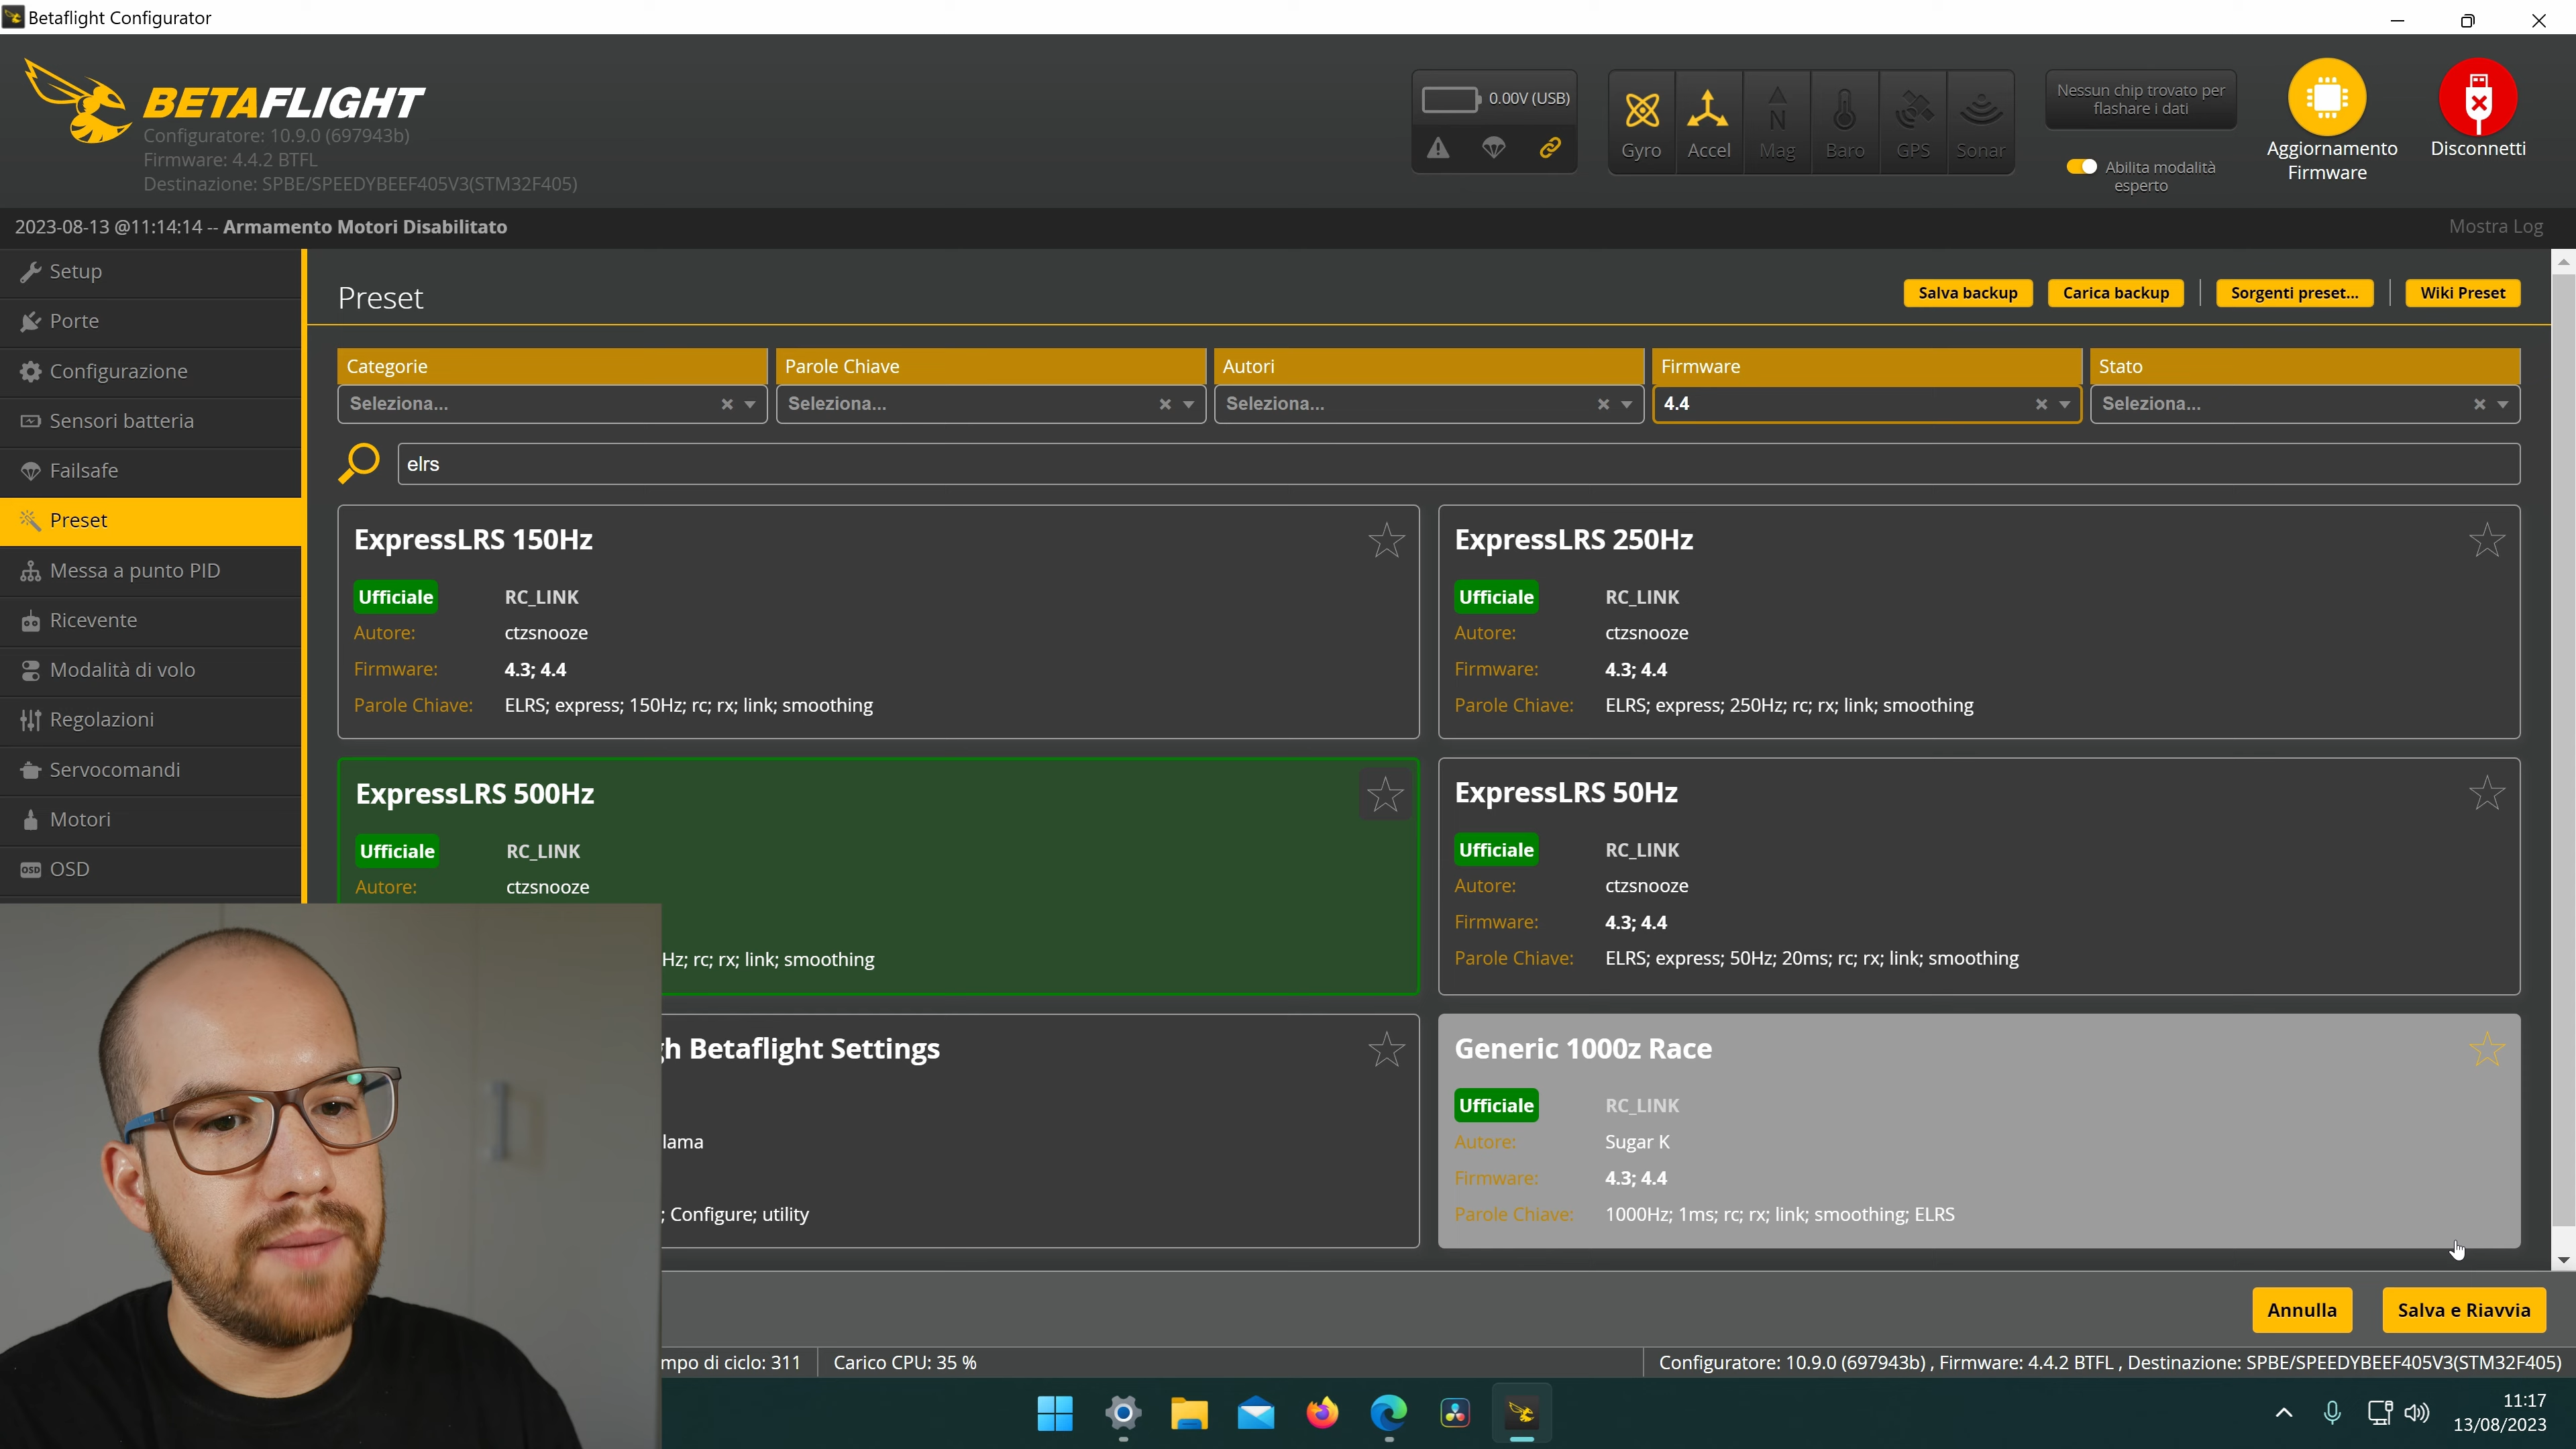 Betaflight Configurator
BETAFLIGHT
Configuratore: 10.9.0 (697943b)
Firmware: 4.4.2 BTFL
Destinazione: SPBE/SPEEDYBEEF405V3(STM32F405)
0.00V (USB)
Gyro
Accel
N
Mag
Baro
GPS
Sonar
Nessun chip trovato per
flashare i dati
Abilita modalità
esperto
Aggiornamento
Firmware
Disconnetti
2023-08-13 @11:14:14 -- Armamento Motori Disabilitato
Mostra Log
Setup
Porte
Configurazione
Sensori batteria
Failsafe
Preset
Messa a punto PID
Ricevente
Modalità di volo
Regolazioni
Servocomandi
Motori
OSD OSD
Preset
Salva backup
Carica backup
Sorgenti preset...
Wiki Preset
Categorie
Parole Chiave
Autori
Firmware
Stato
Seleziona...
Seleziona...
Seleziona...
4.4
Seleziona...
elrs
ExpressLRS 150Hz
Ufficiale RC_LINK
Autore: ctzsnooze
Firmware: 4.3; 4.4
Parole Chiave: ELRS; express; 150Hz; rc; rx; link; smoothing
ExpressLRS 250Hz
Ufficiale RC_LINK
Autore: ctzsnooze
Firmware: 4.3; 4.4
Parole Chiave: ELRS; express; 250Hz; rc; rx; link; smoothing
ExpressLRS 500Hz
Ufficiale RC_LINK
Autore: ctzsnooze
Hz; rc; rx; link; smoothing
ExpressLRS 50Hz
Ufficiale RC_LINK
Autore: ctzsnooze
Firmware: 4.3; 4.4
Parole Chiave: ELRS; express; 50Hz; 20ms; rc; rx; link; smoothing
h Betaflight Settings
lama
; Configure; utility
Generic 1000z Race
Ufficiale RC_LINK
Autore: Sugar K
Firmware: 4.3; 4.4
Parole Chiave: 1000Hz; 1ms; rc; rx; link; smoothing; ELRS
Annulla
Salva e Riavvia
mpo di ciclo: 311
Carico CPU: 35 %
Configuratore: 10.9.0 (697943b) , Firmware: 4.4.2 BTFL , Destinazione: SPBE/SPEEDYBEEF405V3(STM32F405)
11:17
13/08/2023